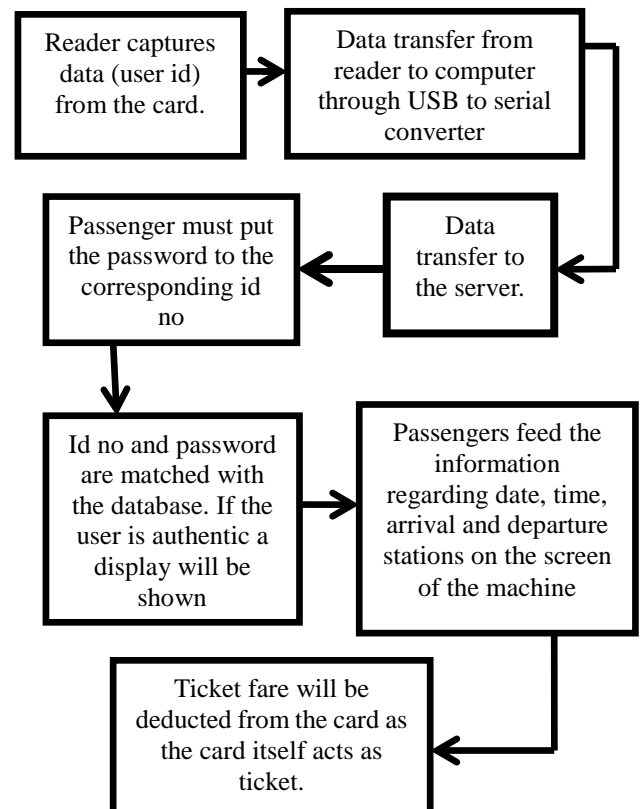 Reader captures
data (user id)
from the card.
Data transfer from
reader to computer
through USB to serial
converter
Data
transfer to
the server.
Passenger must put
the password to the
corresponding id
no
Id no and password
are matched with
the database. If the
user is authentic a
display will be
shown
Passengers feed the
information
regarding date, time,
arrival and departure
stations on the screen
of the machine
Ticket fare will be
deducted from the card as
the card itself acts as
ticket.